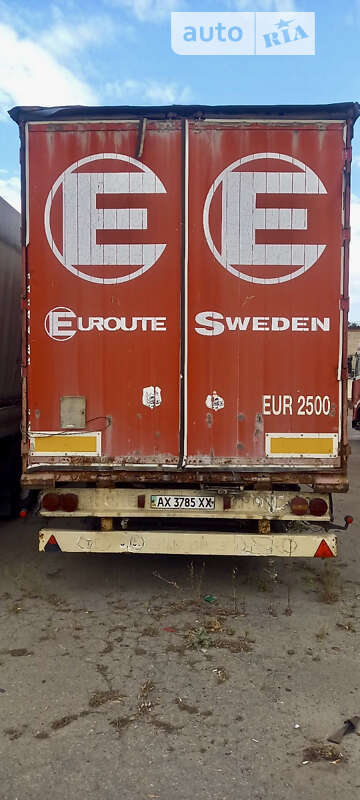 auto RIA
E E
EUROUTE SWEDEN
EUR 2500
AX 3785 XX